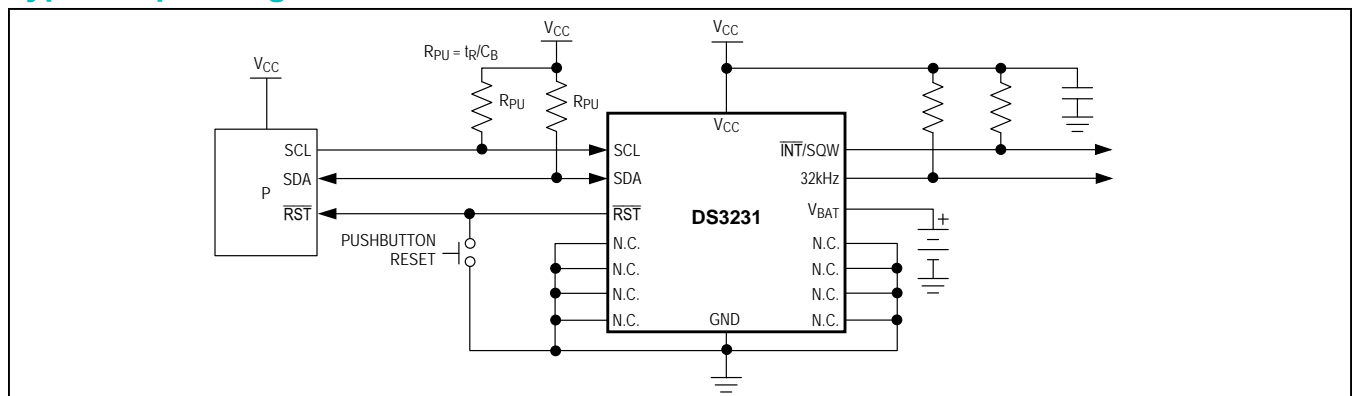 VCC
RPU = tR/CB
VCC
VCC
RPU
RPU
VCC
SCL
SDA
P
RST
PUSHBUTTON
RESET
SCL
SDA
RST
N.C.
N.C.
N.C.
N.C.
DS3231
GND
INT/SQW
32kHz
VBAT
N.C.
N.C.
N.C.
N.C.
+